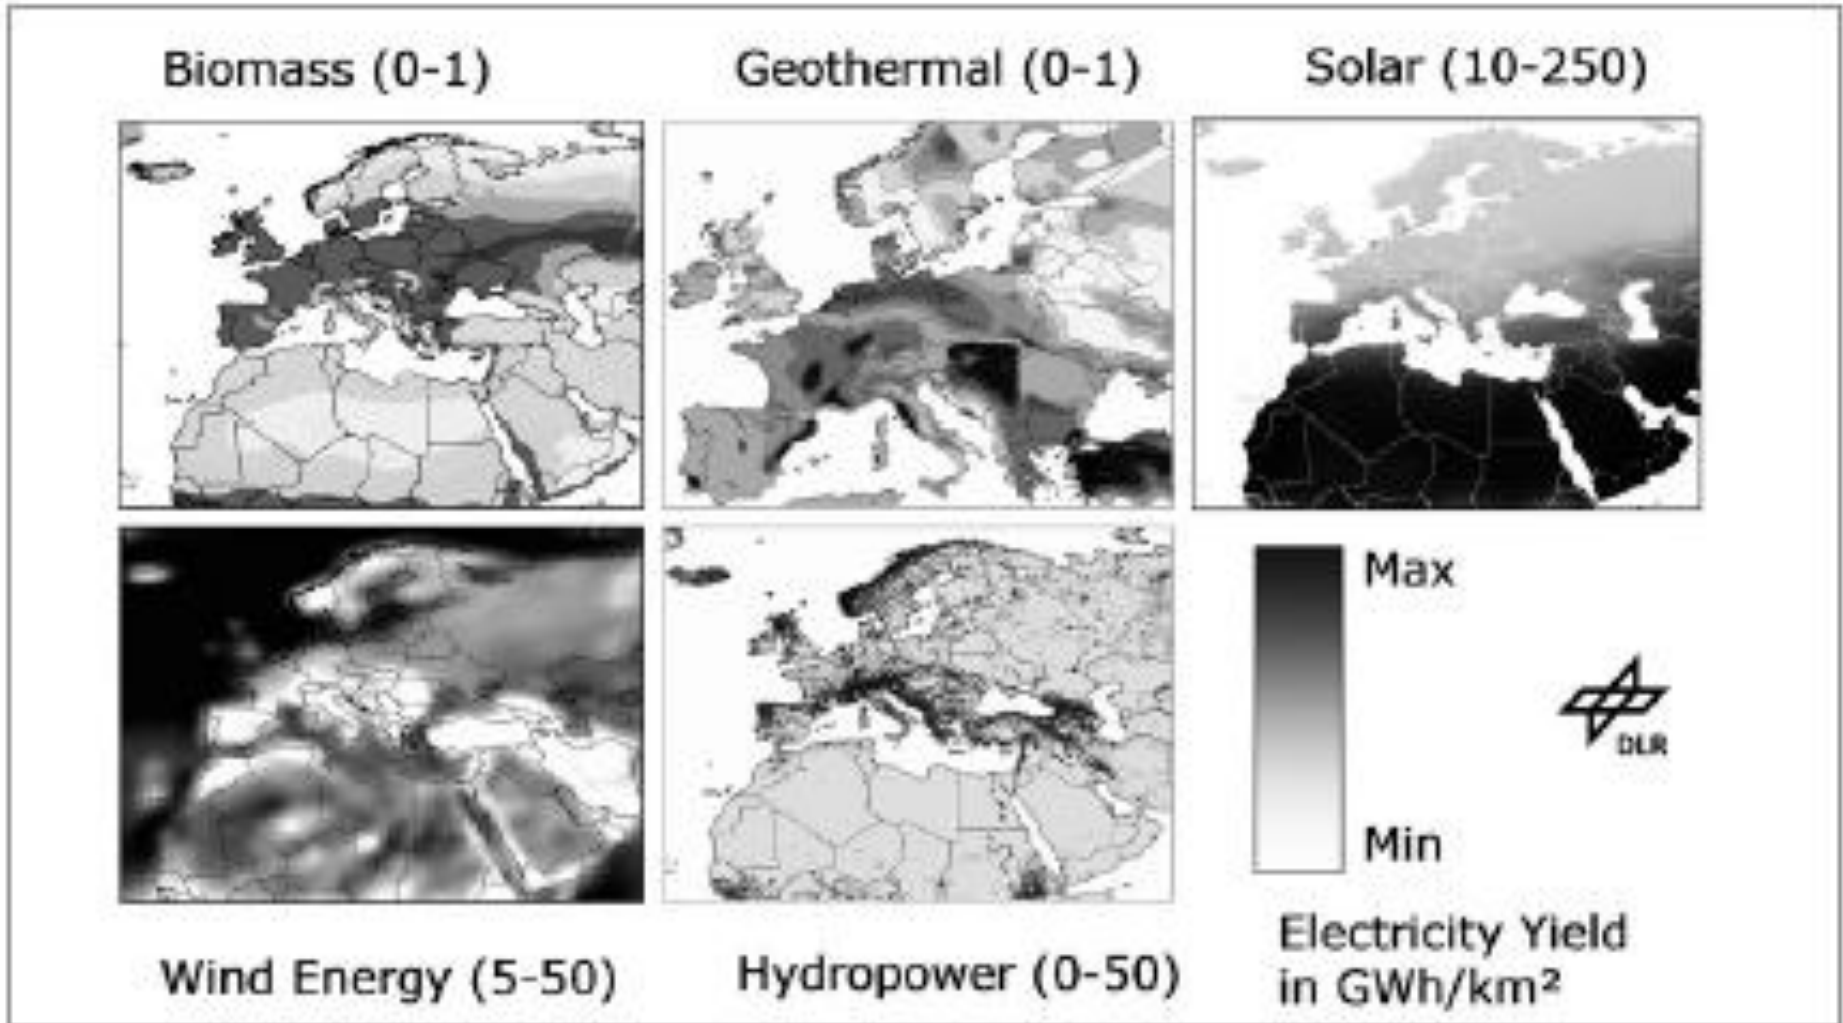 Biomass (0-1)
Geothermal (0-1)
Solar (10-250)
Max
Min
DLR
Wind Energy (5-50)
Hydropower (0-50)
Electricity Yield
in GWh/km²